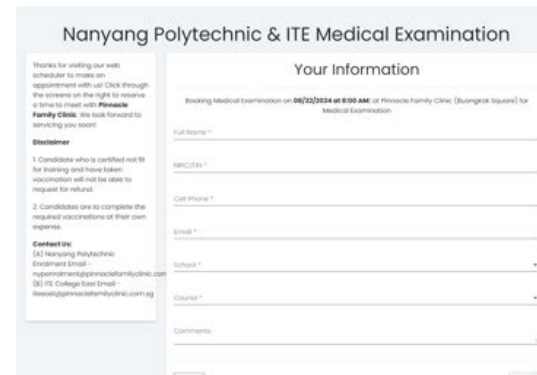 Nanyang Polytechnic & ITE Medical Examination
Thanks for visiting our web
scheduler to make an
appointment with us! Click through
the screens on the right to reserve
a time to meet with Pinnacle
Family Clinic. We look forward to
servicing you soon!
Disclaimer
1. Candidate who is certified not fit
for training and have taken
vaccination will not be able to
request for refund.
2. Candidates are to complete the
required vaccinations at their own
expense.
Contact Us:
(A) Nanyang Polytechnic
Enrolment Email -
nypenrolment@pinnaclefamilyclinic.com
(B) ITE College East Email -
iteeast@pinnaclefamilyclinic.com.sg
Your Information
Booking Medical Examination on 08/22/2024 at 8:00 AM; at Pinnacle Family Clinic (Buangkok Square) for
Medical Examination
Full Name *
NRIC/FIN *
Cell Phone *
Email *
School *
Course *
Comments